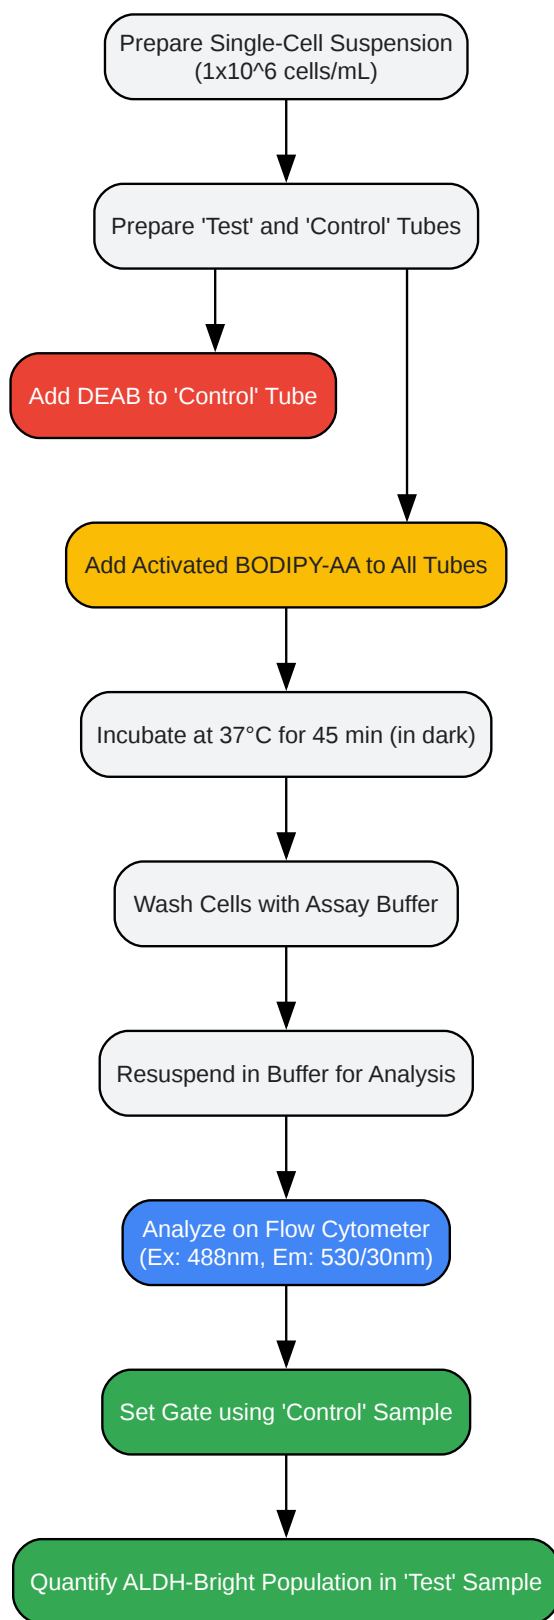 Prepare Single-Cell Suspension
(1x10^6 cells/mL)
Prepare 'Test' and 'Control' Tubes
Add DEAB to 'Control' Tube
Add Activated BODIPY-AA to All Tubes
Incubate at 37°C for 45 min (in dark)
Wash Cells with Assay Buffer
Resuspend in Buffer for Analysis
Analyze on Flow Cytometer
(Ex: 488nm, Em: 530/30nm)
Set Gate using 'Control' Sample
Quantify ALDH-Bright Population in 'Test' Sample